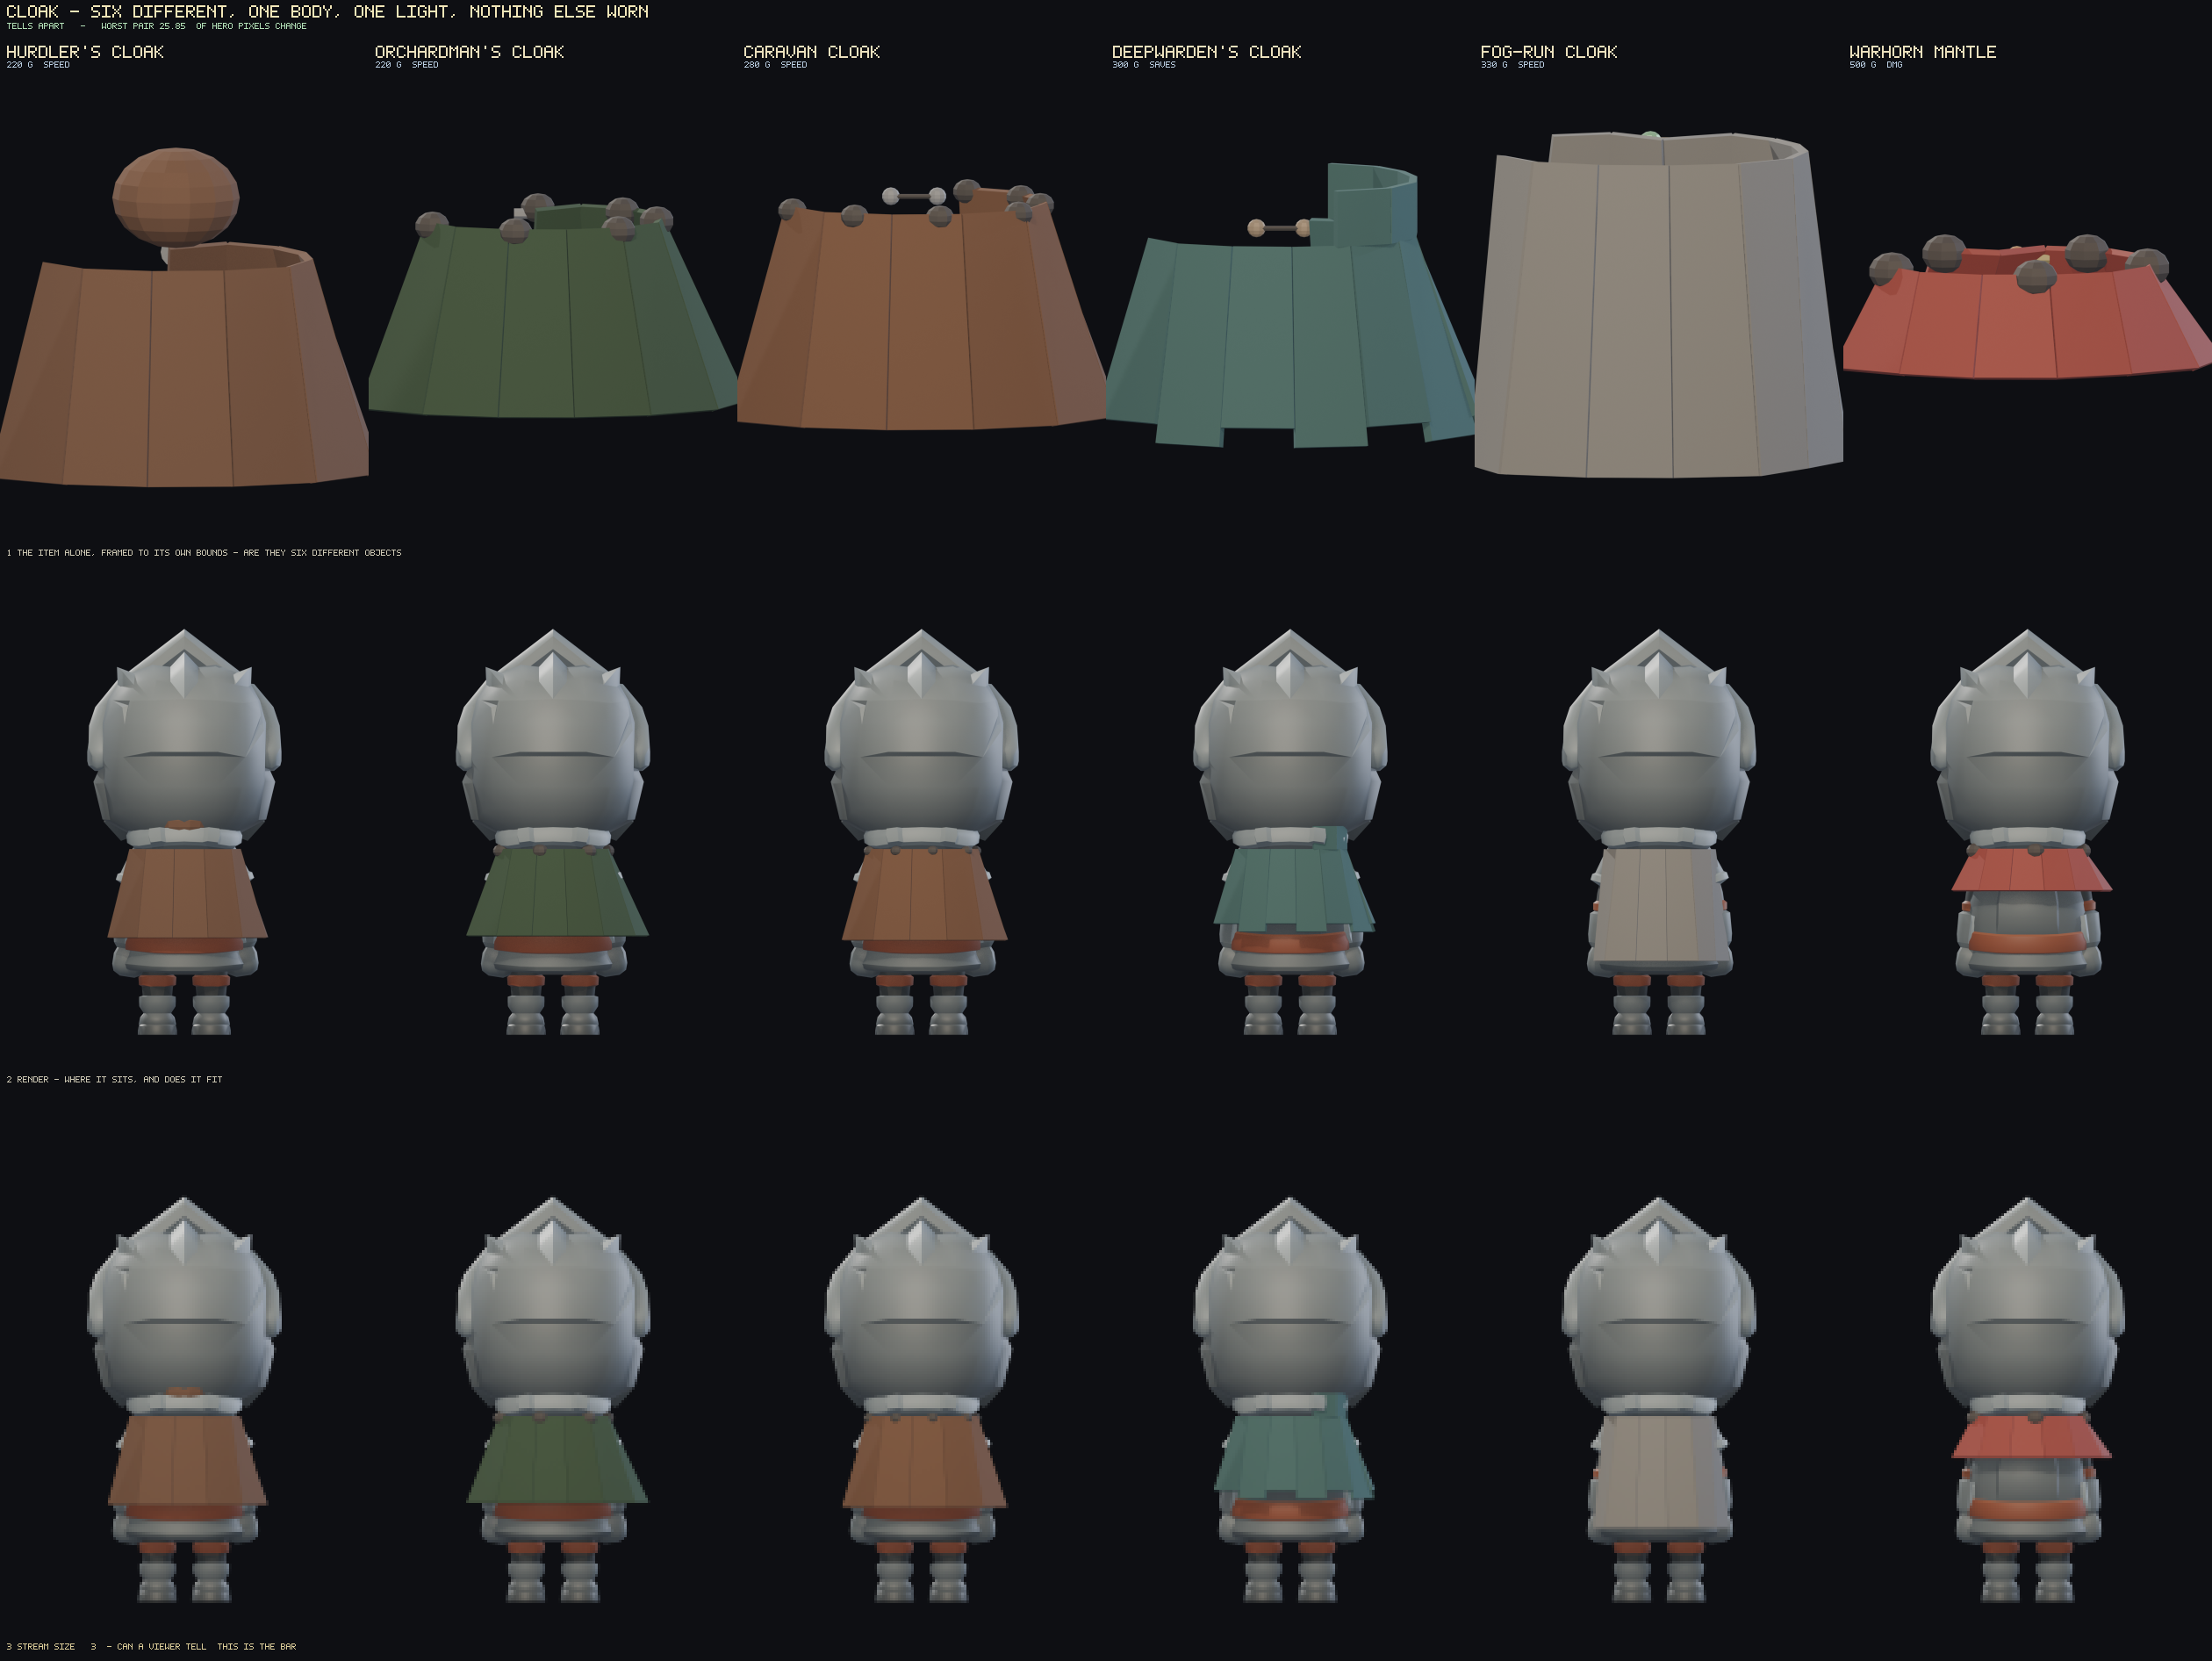 CLOAK - SIX DIFFERENT, ONE BODY, ONE LIGHT, NOTHING ELSE WORN
TELLS APART - WORST PAIR 25.85 OF HERO PIXELS CHANGE
HURDLER'S CLOAK
220 G SPEED
ORCHARDMAN'S CLOAK
220 G SPEED
CARAVAN CLOAK
280 G SPEED
DEEPWARDEN'S CLOAK
300 G SAVES
FOG-RUN CLOAK
330 G SPEED
WARHORN MANTLE
500 G DMG
1 THE ITEM ALONE, FRAMED TO ITS OWN BOUNDS - ARE THEY SIX DIFFERENT OBJECTS
2 RENDER - WHERE IT SITS, AND DOES IT FIT
3 STREAM SIZE 3 - CAN A VIEWER TELL THIS IS THE BAR